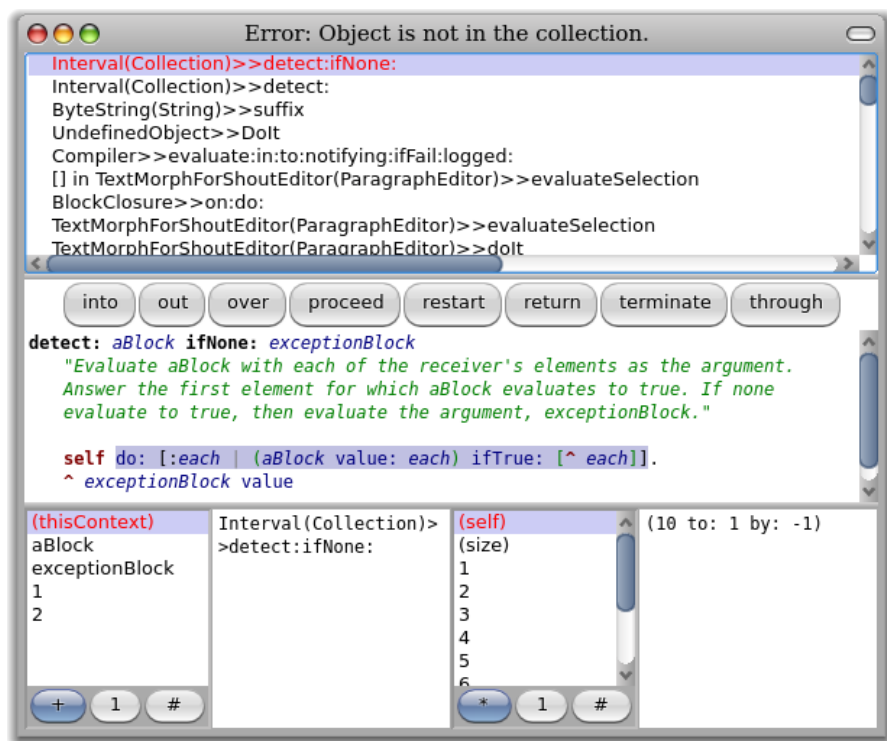 Error: Object is not in the collection.
Interval(Collection)>>detect:ifNone:
Interval(Collection)>>detect:
ByteString(String)>>suffix
UndefinedObject>>DoIt
Compiler>>evaluate:in:to:notifying:ifFail:logged:
[] in TextMorphForShoutEditor(ParagraphEditor)>>evaluateSelection
BlockClosure>>on:do:
TextMorphForShoutEditor(ParagraphEditor)>>evaluateSelection
TextMorphForShoutEditor(ParagraphEditor)>>doIt
into out over proceed restart return terminate through
detect: aBlock ifNone: exceptionBlock
"Evaluate aBlock with each of the receiver's elements as the argument.
Answer the first element for which aBlock evaluates to true. If none
evaluate to true, then evaluate the argument, exceptionBlock."
self do: [:each | (aBlock value: each) ifTrue: [^ each]].
^ exceptionBlock value
(thisContext)
aBlock
exceptionBlock
1
2
+ 1 #
Interval(Collection)>
>detect:ifNone:
(self)
(size)
1
2
3
4
5
6
* 1 #
(10 to: 1 by: -1)